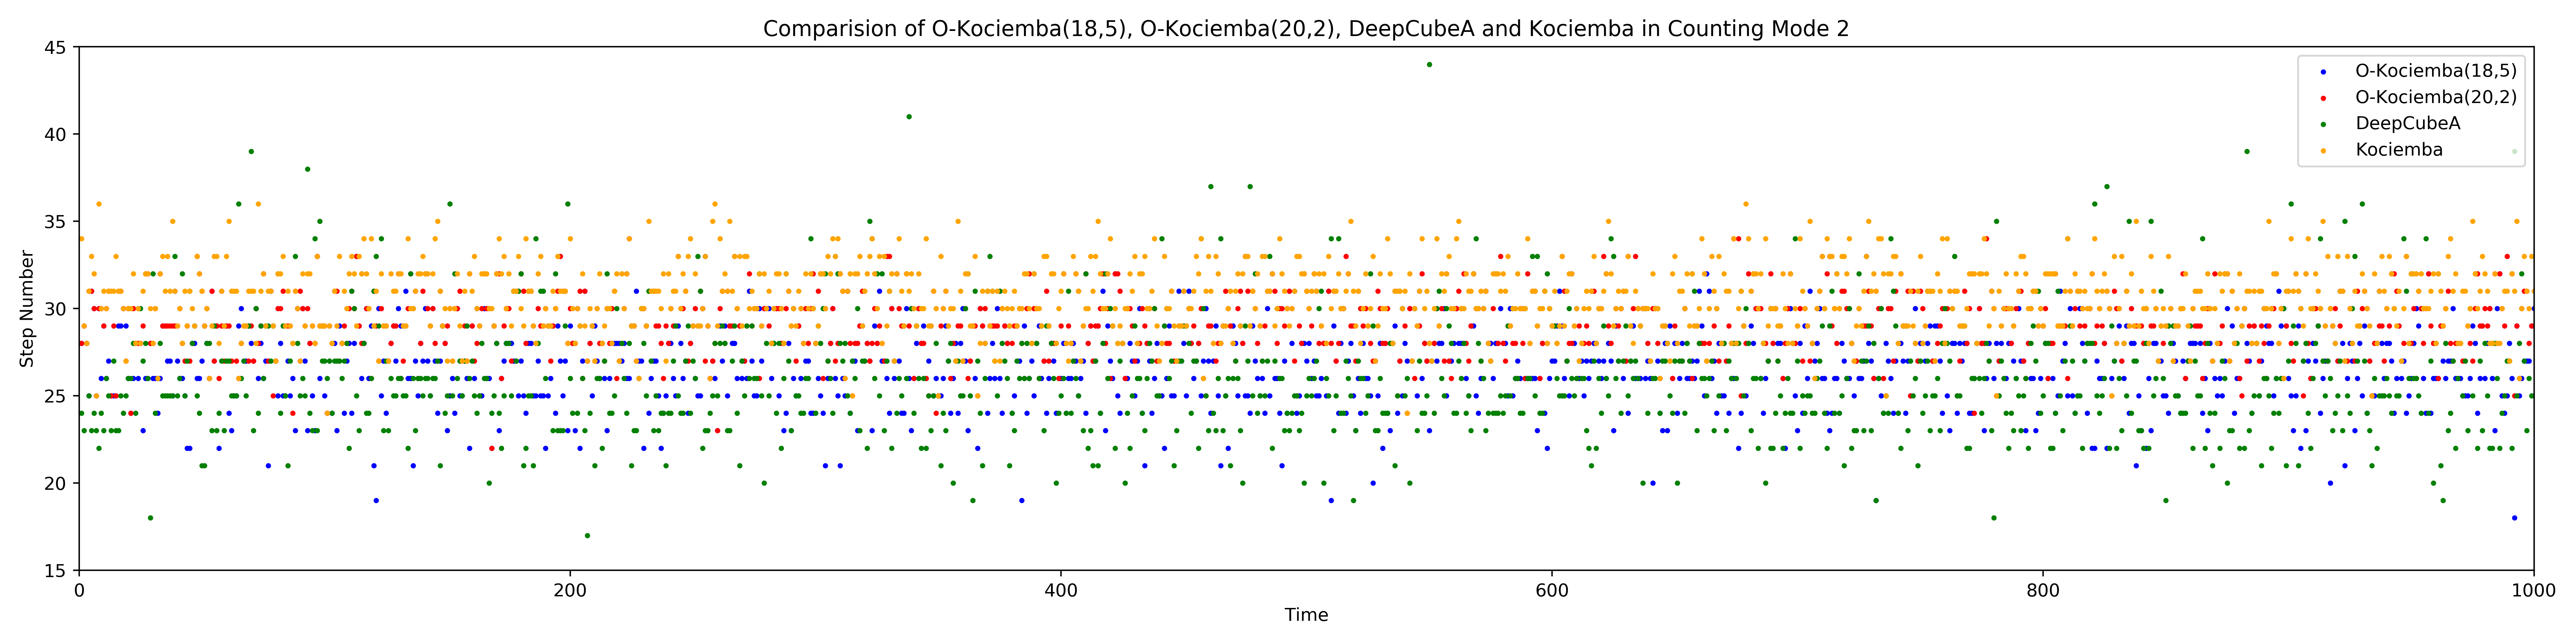 Comparision of O-Kociemba(18,5), O-Kociemba(20,2), DeepCubeA and Kociemba in Counting Mode 2
45
40
35
30
25
20
15
Step Number
O-Kociemba(18,5)
O-Kociemba(20,2)
DeepCubeA
Kociemba
0
200
400
600
800
1000
Time